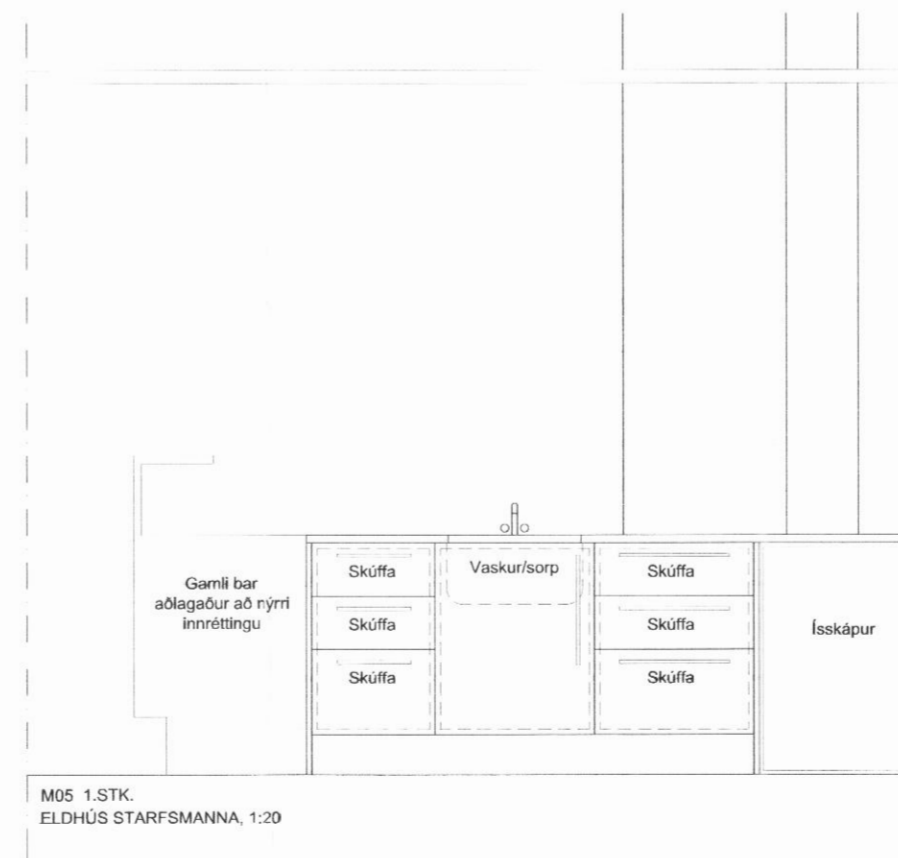 Gamli bar
aðlagaður að nýrri
innréttingu
Skúffa
Skúffa
Skúffa
Vaskur/sorp
Skúffa
Skúffa
Skúffa
Ísskápur
M05 1.STK.
ELDHÚS STARFSMANNA, 1:20